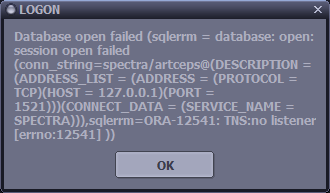 LOGON
Database open failed (sqlerrm = database: open:
session open failed
(conn_string=spectra/artceps@(DESCRIPTION =
(ADDRESS_LIST = (ADDRESS = (PROTOCOL =
TCP)(HOST = 127.0.0.1)(PORT =
1521)))(CONNECT_DATA = (SERVICE_NAME =
SPECTRA))),sqlerrm=ORA-12541: TNS:no listener
[errno:12541] ))
OK